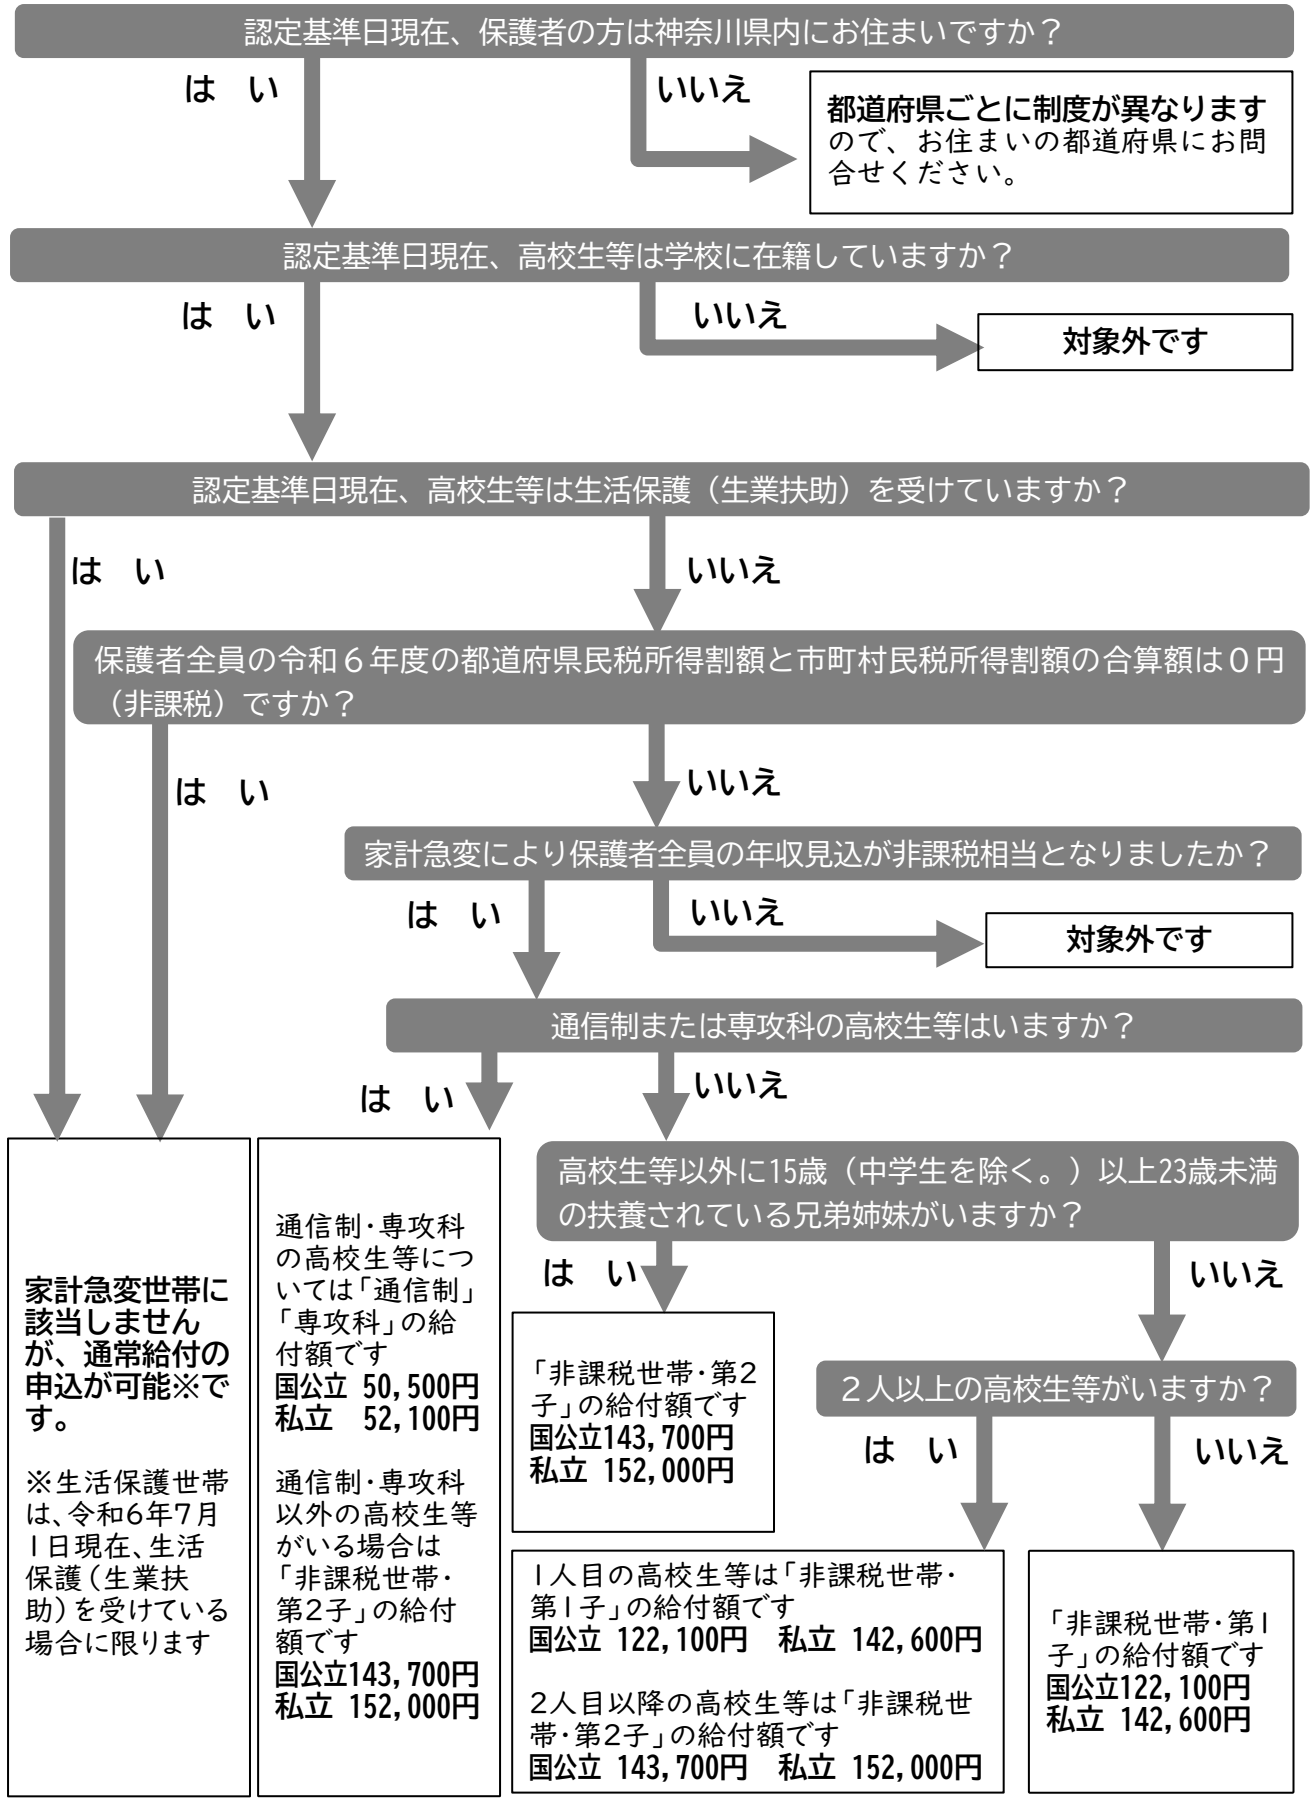 認定基準日現在、保護者の方は神奈川県内にお住まいですか？
は　い
いいえ
都道府県ごとに制度が異なります
ので、お住まいの都道府県にお問
合せください。
認定基準日現在、高校生等は学校に在籍していますか？
は　い
いいえ
対象外です
認定基準日現在、高校生等は生活保護（生業扶助）を受けていますか？
は　い
いいえ
保護者全員の令和６年度の都道府県民税所得割額と市町村民税所得割額の合算額は０円
（非課税）ですか？
は　い
いいえ
家計急変により保護者全員の年収見込が非課税相当となりましたか？
は　い
いいえ
対象外です
通信制または専攻科の高校生等はいますか？
は　い
いいえ
家計急変世帯に
該当しません
が、通常給付の
申込が可能※で
す。
※生活保護世帯
は、令和6年7月
1日現在、生活
保護（生業扶
助）を受けている
場合に限ります
通信制・専攻科
の高校生等につ
いては「通信制」
「専攻科」の給
付額です
国公立 50,500円
私立　52,100円
通信制・専攻科
以外の高校生等
がいる場合は
「非課税世帯・
第2子」の給付
額です
国公立143,700円
私立 152,000円
高校生等以外に15歳（中学生を除く。）以上23歳未満
の扶養されている兄弟姉妹がいますか？
は　い
いいえ
「非課税世帯・第2
子」の給付額です
国公立143,700円
私立 152,000円
２人以上の高校生等がいますか？
は　い
いいえ
1人目の高校生等は「非課税世帯・
第1子」の給付額です
国公立 122,100円　私立 142,600円
2人目以降の高校生等は「非課税世
帯・第2子」の給付額です
国公立 143,700円　私立 152,000円
「非課税世帯・第1
子」の給付額です
国公立122,100円
私立 142,600円